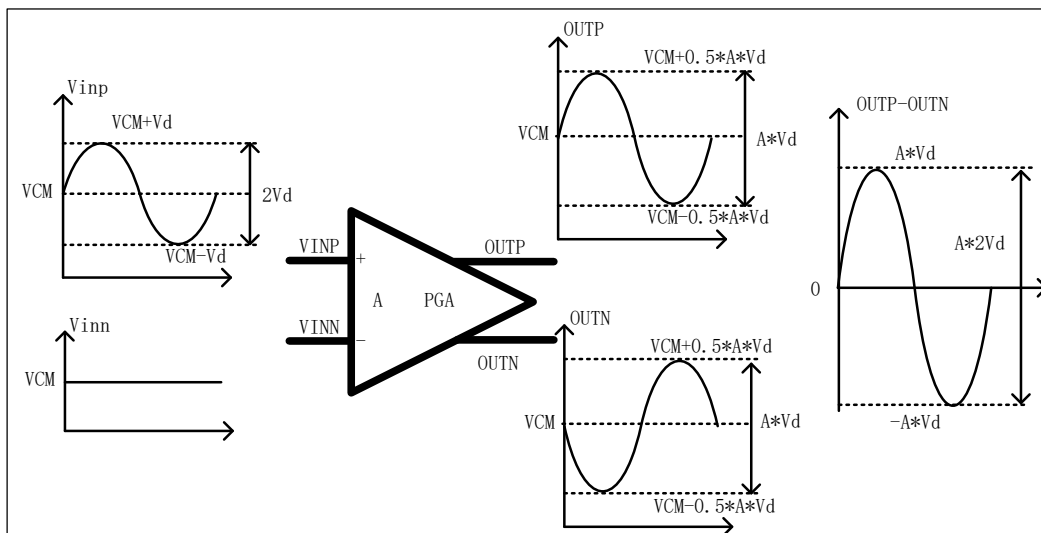 Vinp
VCM+Vd
VCM
2Vd
VCM-Vd
Vinn
VCM
VINP
VINN
+
-
A
PGA
OUTP
OUTN
OUTP
VCM+0.5*A*Vd
VCM
A*Vd
VCM-0.5*A*Vd
OUTN
VCM+0.5*A*Vd
VCM
A*Vd
VCM-0.5*A*Vd
OUTP-OUTN
A*Vd
A*2Vd
0
-A*Vd